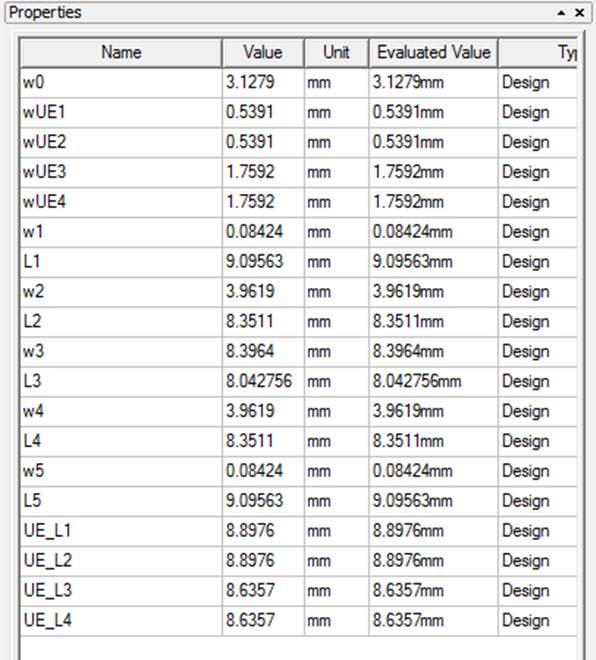 Properties
Name Value Unit Evaluated Value Typ
w0 3.1279 mm 3.1279mm Design
wUE1 0.5391 mm 0.5391mm Design
wUE2 0.5391 mm 0.5391mm Design
wUE3 1.7592 mm 1.7592mm Design
wUE4 1.7592 mm 1.7592mm Design
w1 0.08424 mm 0.08424mm Design
L1 9.09563 mm 9.09563mm Design
w2 3.9619 mm 3.9619mm Design
L2 8.3511 mm 8.3511mm Design
w3 8.3964 mm 8.3964mm Design
L3 8.042756 mm 8.042756mm Design
w4 3.9619 mm 3.9619mm Design
L4 8.3511 mm 8.3511mm Design
w5 0.08424 mm 0.08424mm Design
L5 9.09563 mm 9.09563mm Design
UE_L1 8.8976 mm 8.8976mm Design
UE_L2 8.8976 mm 8.8976mm Design
UE_L3 8.6357 mm 8.6357mm Design
UE_L4 8.6357 mm 8.6357mm Design